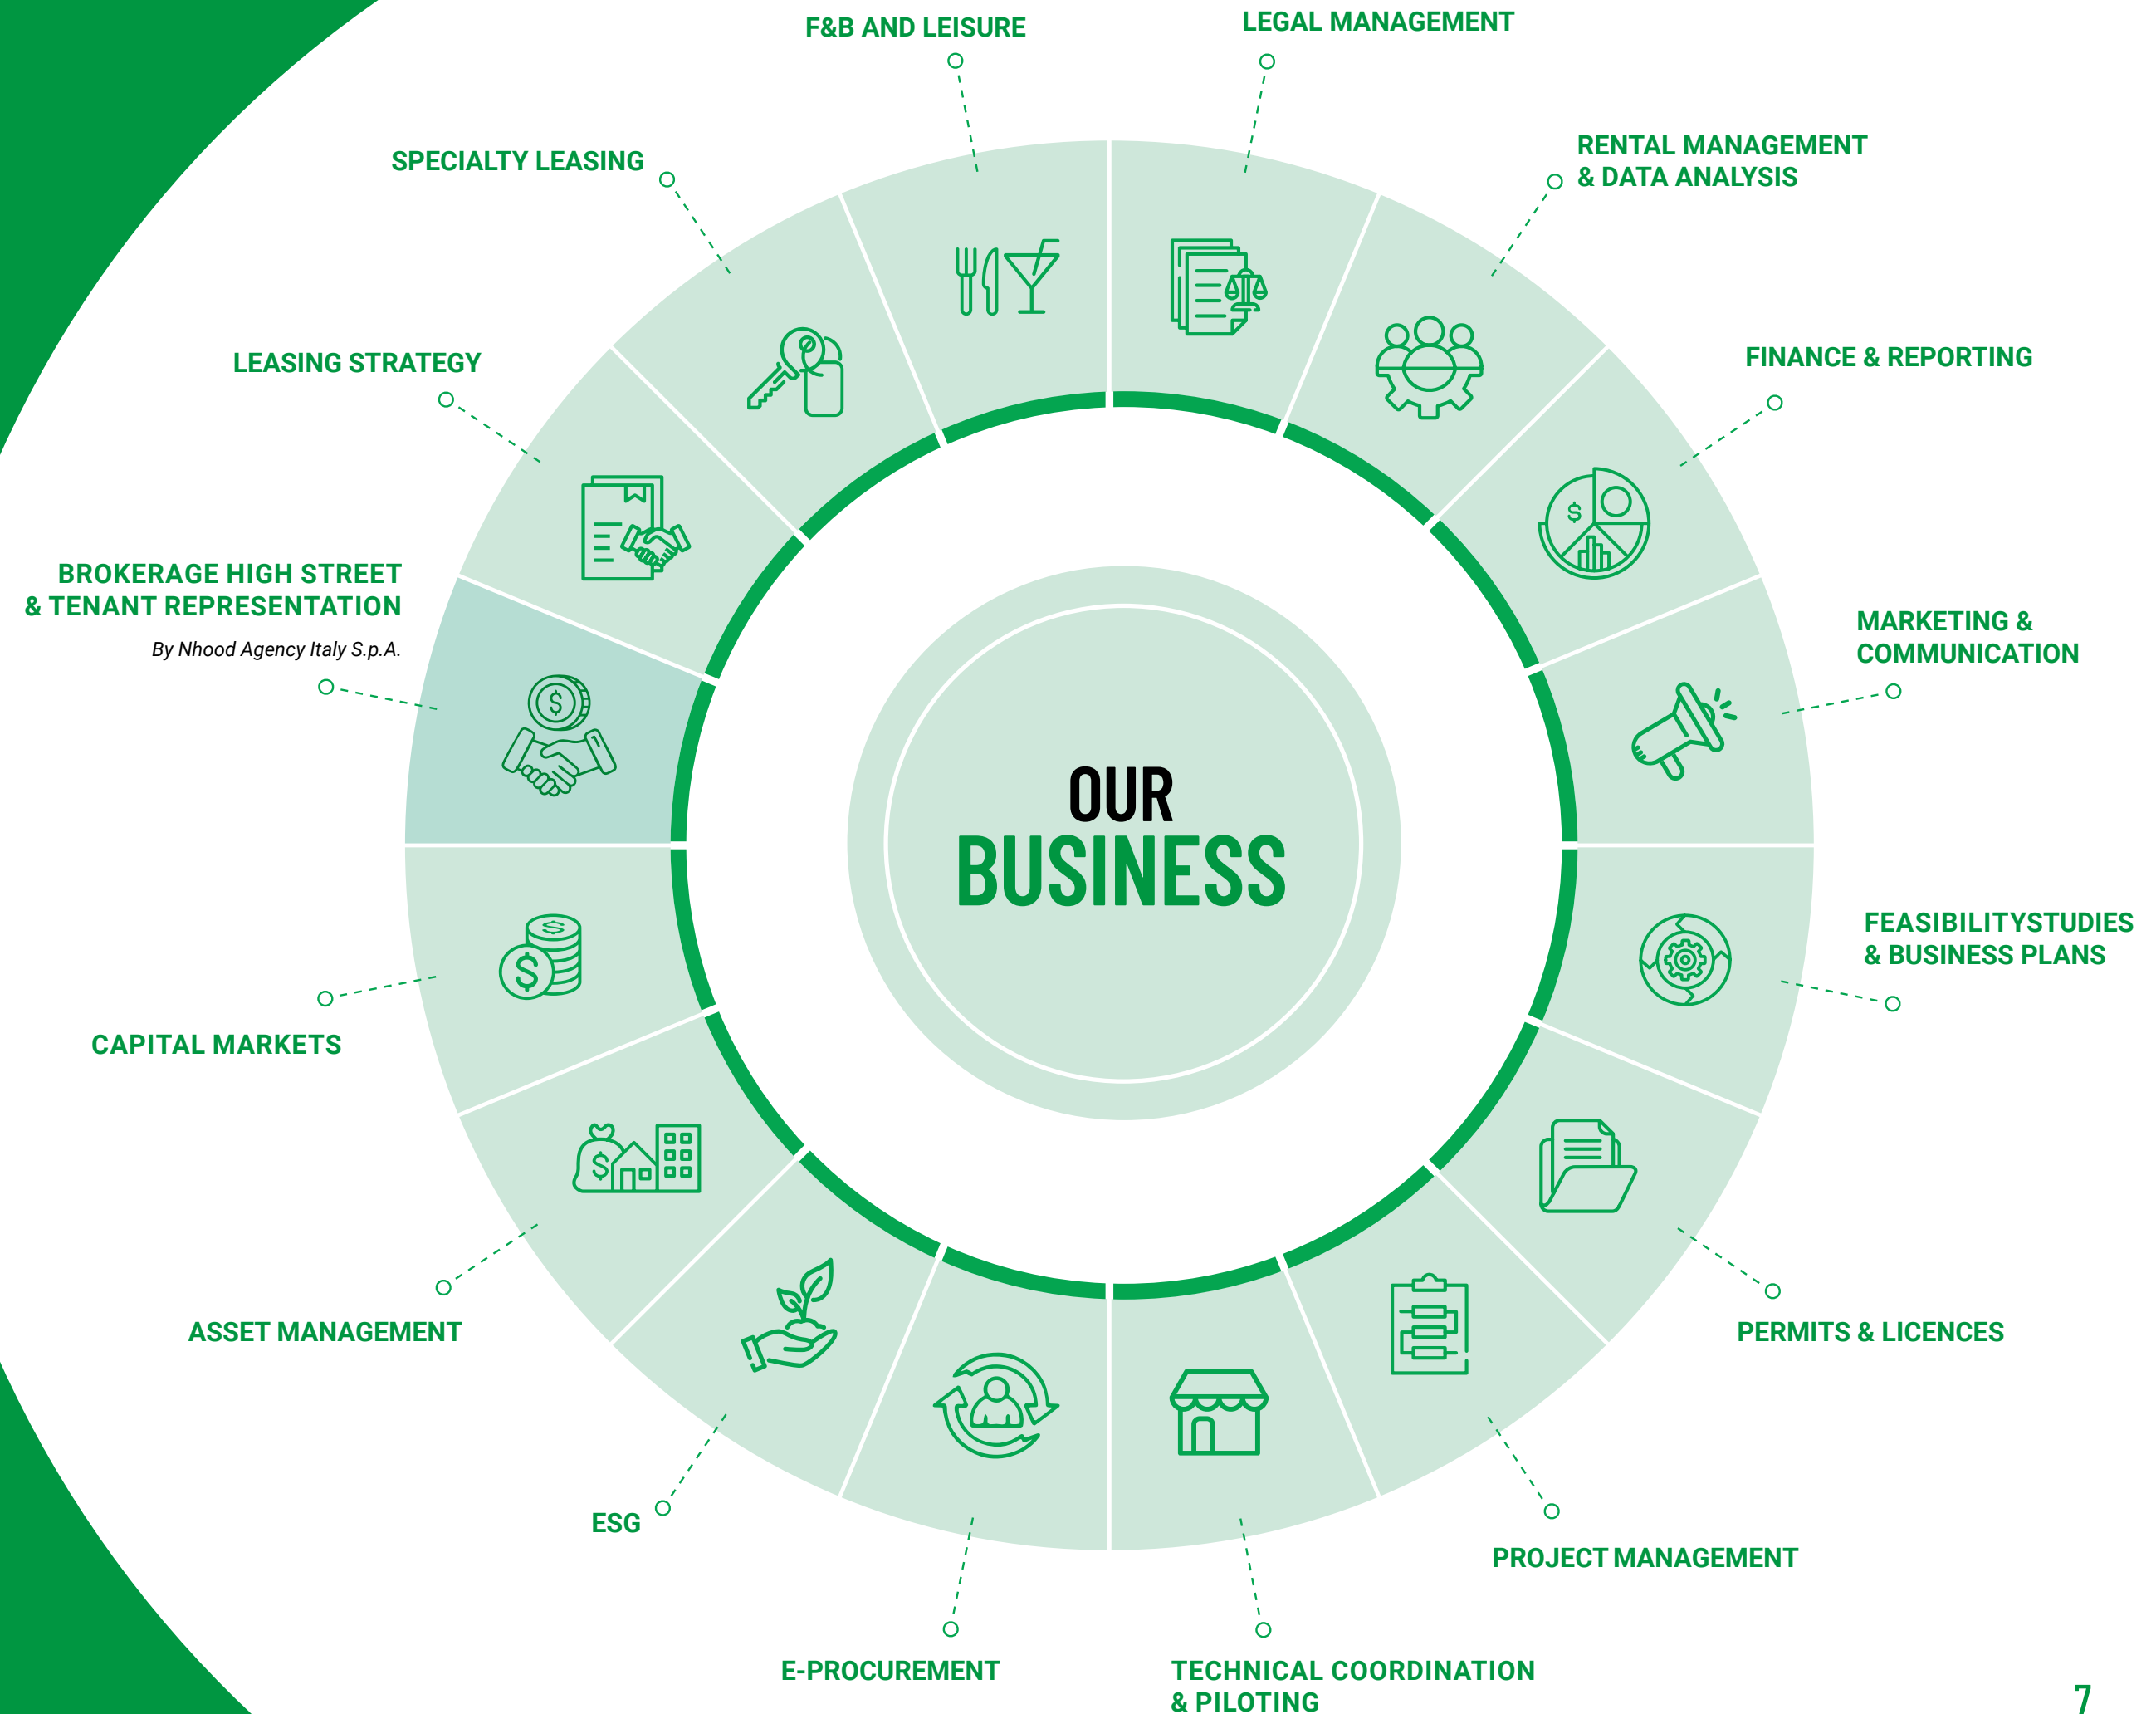 F&B AND LEISURE
LEGAL MANAGEMENT
RENTAL MANAGEMENT
& DATA ANALYSIS
SPECIALTY LEASING
FINANCE & REPORTING
LEASING STRATEGY
BROKERAGE HIGH STREET
& TENANT REPRESENTATION
By Nhood Agency Italy S.p.A.
MARKETING &
COMMUNICATION
$
$
OUR
BUSINESS
FEASIBILITYSTUDIES
& BUSINESS PLANS
$
$
CAPITAL MARKETS
$
ASSET MANAGEMENT
PERMITS & LICENCES
ESG
PROJECT MANAGEMENT
E-PROCUREMENT
TECHNICAL COORDINATION
& PILOTING
7